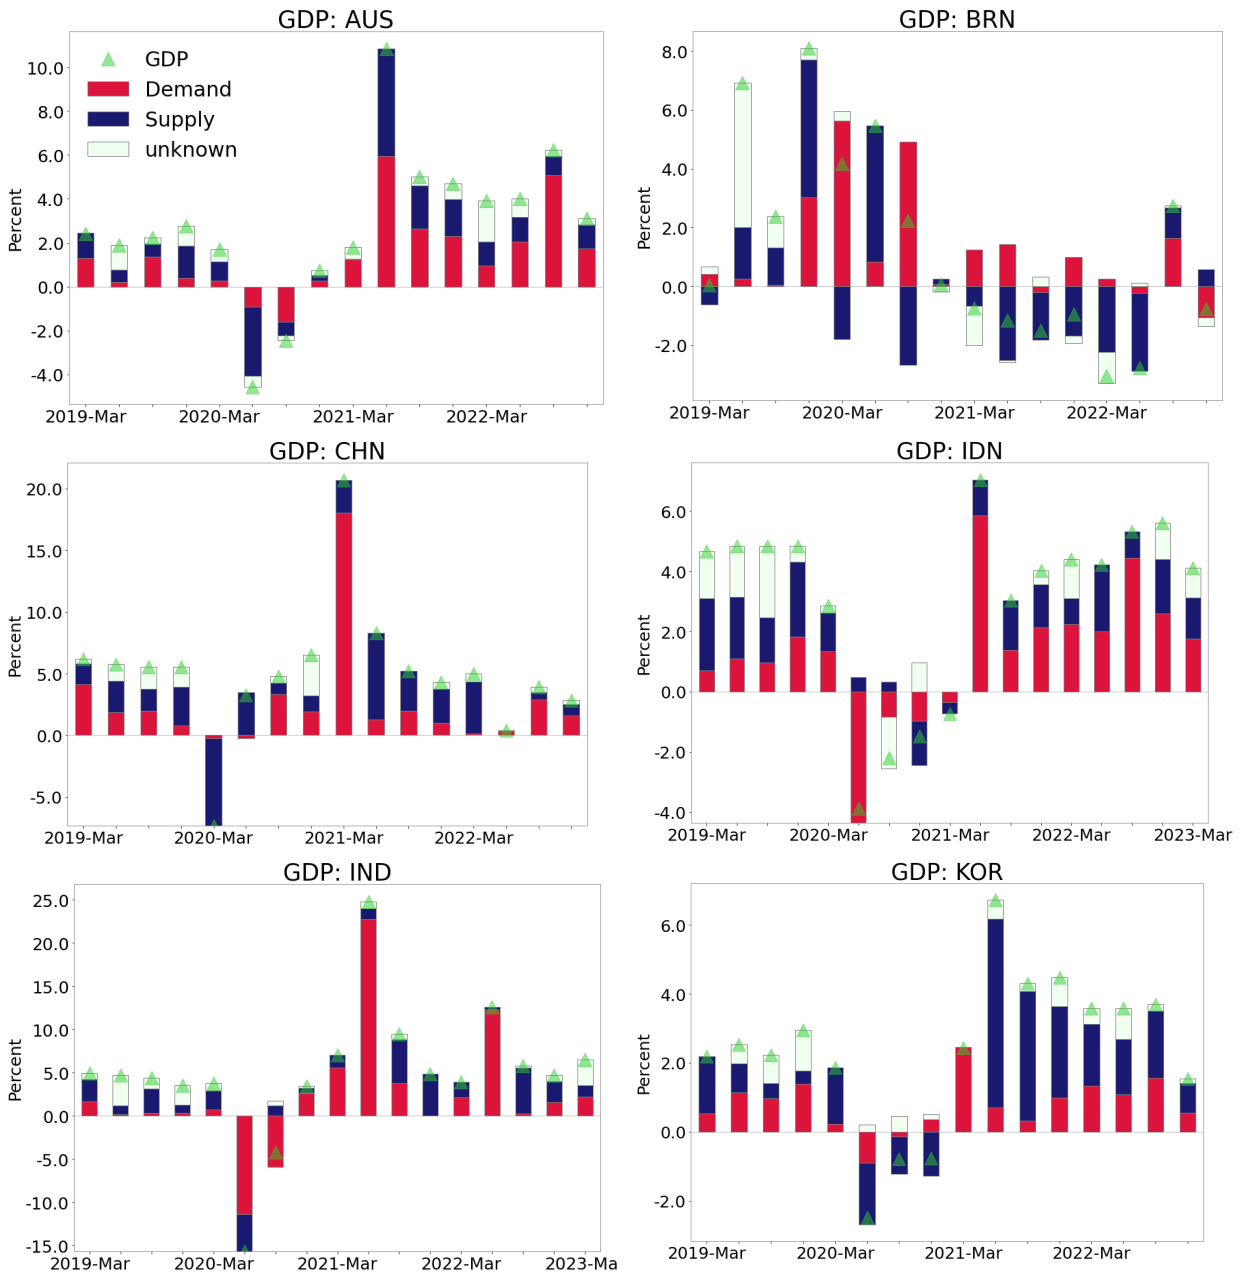 GDP: AUS
GDP
Demand
Supply
unknown
Percent
10.0
8.0
6.0
4.0
2.0
0.0
-2.0
-4.0
2019-Mar 2020-Mar 2021-Mar 2022-Mar
GDP: BRN
Percent
8.0
6.0
4.0
2.0
0.0
-2.0
2019-Mar 2020-Mar 2021-Mar 2022-Mar
GDP: CHN
Percent
20.0
15.0
10.0
5.0
0.0
-5.0
2019-Mar 2020-Mar 2021-Mar 2022-Mar
GDP: IDN
Percent
6.0
4.0
2.0
0.0
-2.0
-4.0
2019-Mar 2020-Mar 2021-Mar 2022-Mar 2023-Mar
GDP: IND
Percent
25.0
20.0
15.0
10.0
5.0
0.0
-5.0
-10.0
-15.0
2019-Mar 2020-Mar 2021-Mar 2022-Mar 2023-Ma
GDP: KOR
Percent
6.0
4.0
2.0
0.0
-2.0
2019-Mar 2020-Mar 2021-Mar 2022-Mar